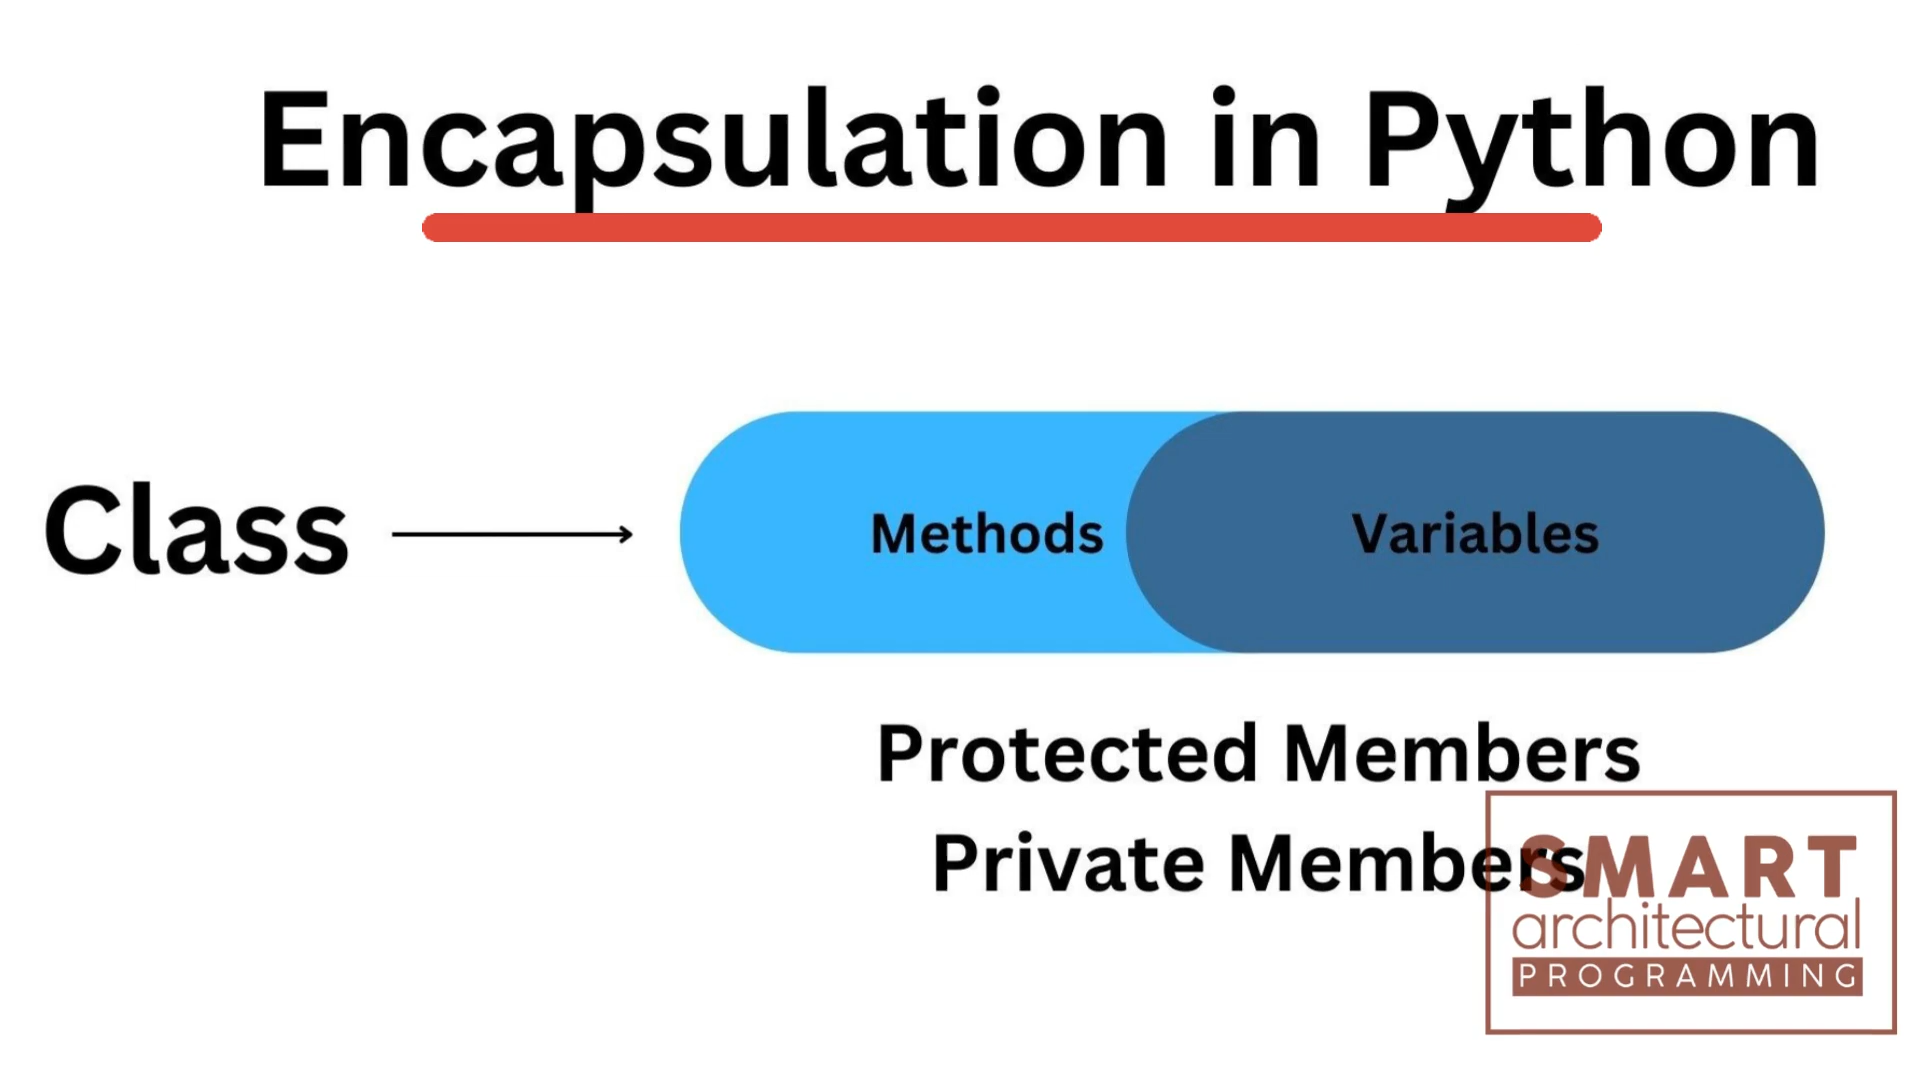 Encapsulation in Python
Class
Methods
Variables
Protected Members
Private Members
SMART
architectural
PROGRAMMING